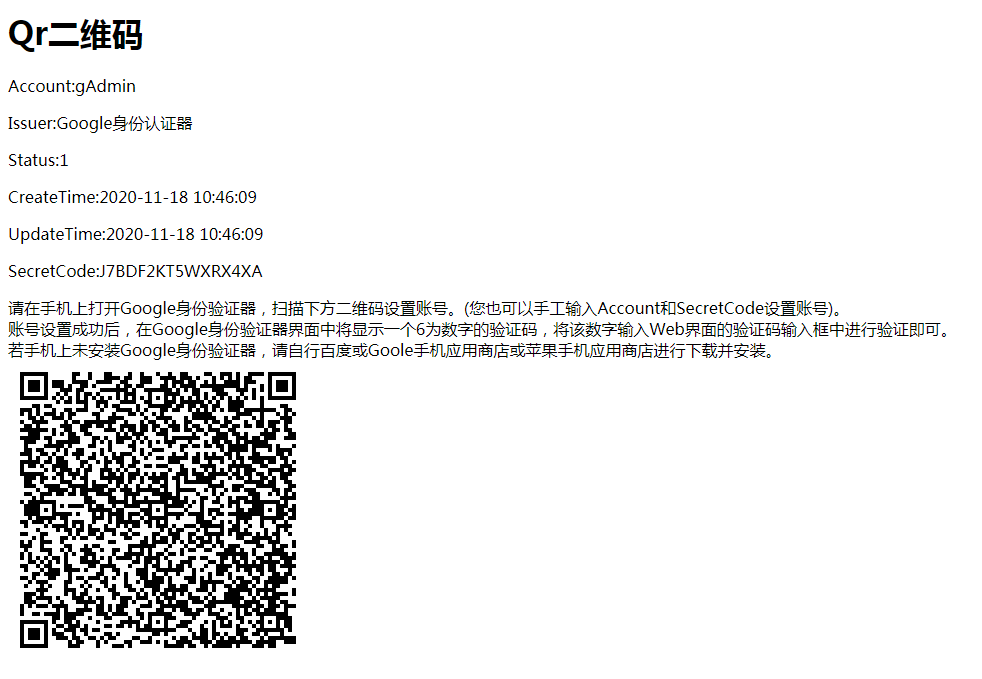 Qr二维码
Account:gAdmin
Issuer:Google身份认证器
Status:1
CreateTime:2020-11-18 10:46:09
UpdateTime:2020-11-18 10:46:09
SecretCode:J7BDF2KT5WXRX4XA
请在手机上打开Google身份验证器，扫描下方二维码设置账号。(您也可以手工输入Account和SecretCode设置账号)。
账号设置成功后，在Google身份验证器界面中将显示一个6为数字的验证码，将该数字输入Web界面的验证码输入框中进行验证即可。
若手机上未安装Google身份验证器，请自行百度或Goole手机应用商店或苹果手机应用商店进行下载并安装。